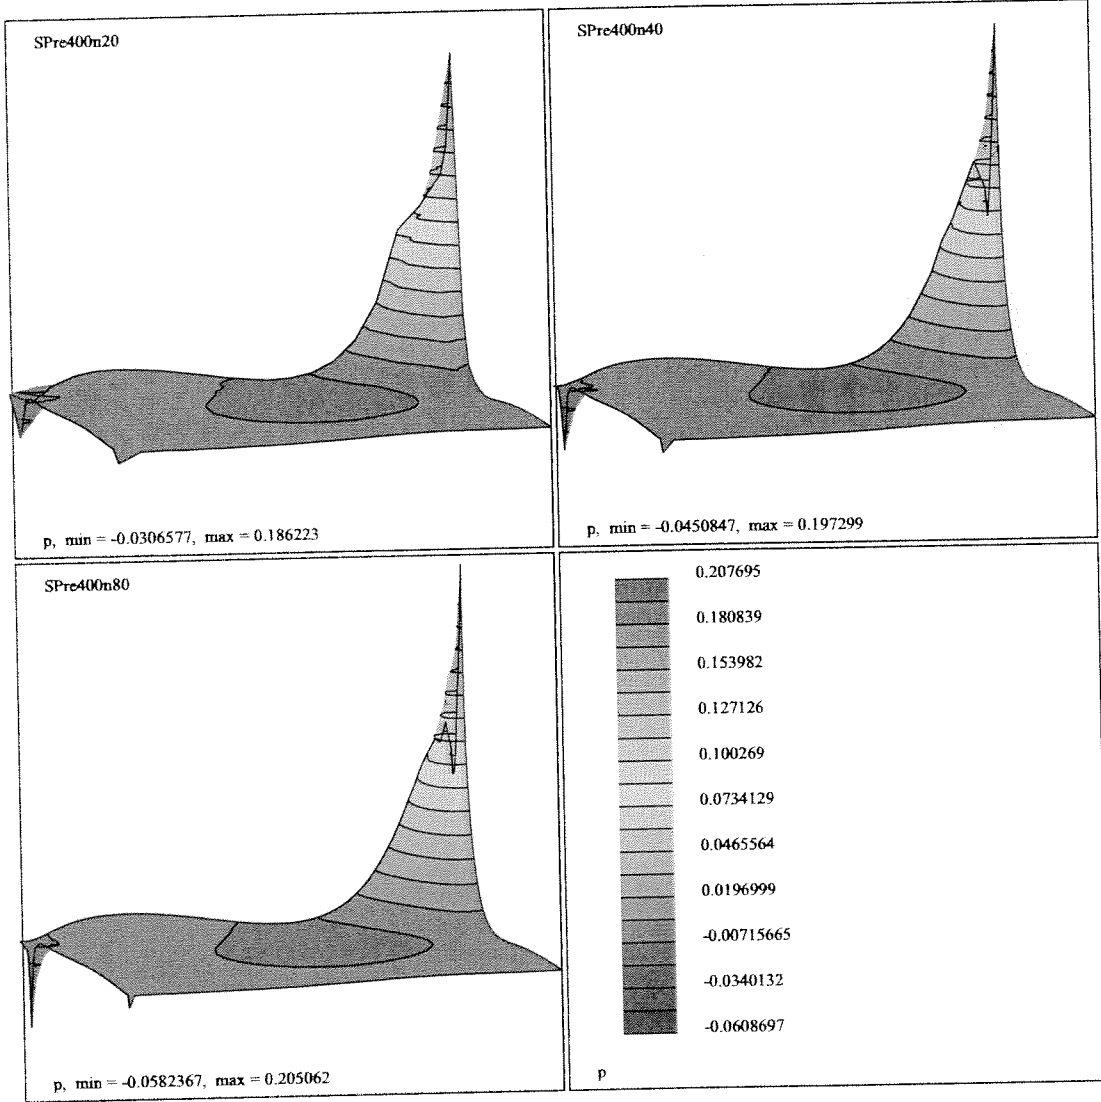 SPre400n20
p, min = -0.0306577, max = 0.186223
SPre400n40
p, min = -0.0450847, max = 0.197299
SPre400n80
p, min = -0.0582367, max = 0.205062
0.207695
0.180839
0.153982
0.127126
0.100269
0.0734129
0.0465564
0.0196999
-0.00715665
-0.0340132
-0.0608697
p